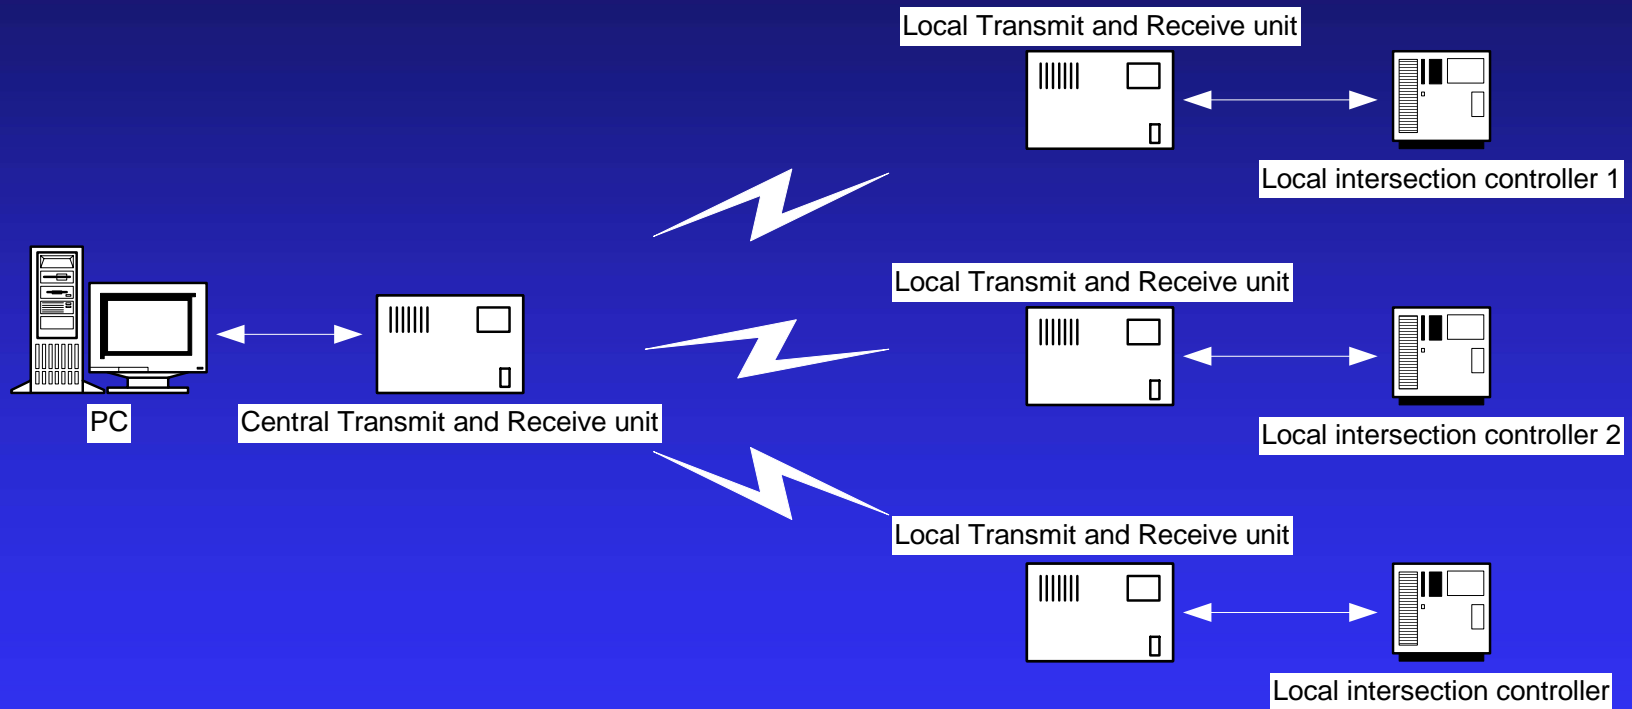 Local Transmit and Receive unit
Local intersection controller 1
Local Transmit and Receive unit
PC
Central Transmit and Receive unit
Local intersection controller 2
Local Transmit and Receive unit
Local intersection controller